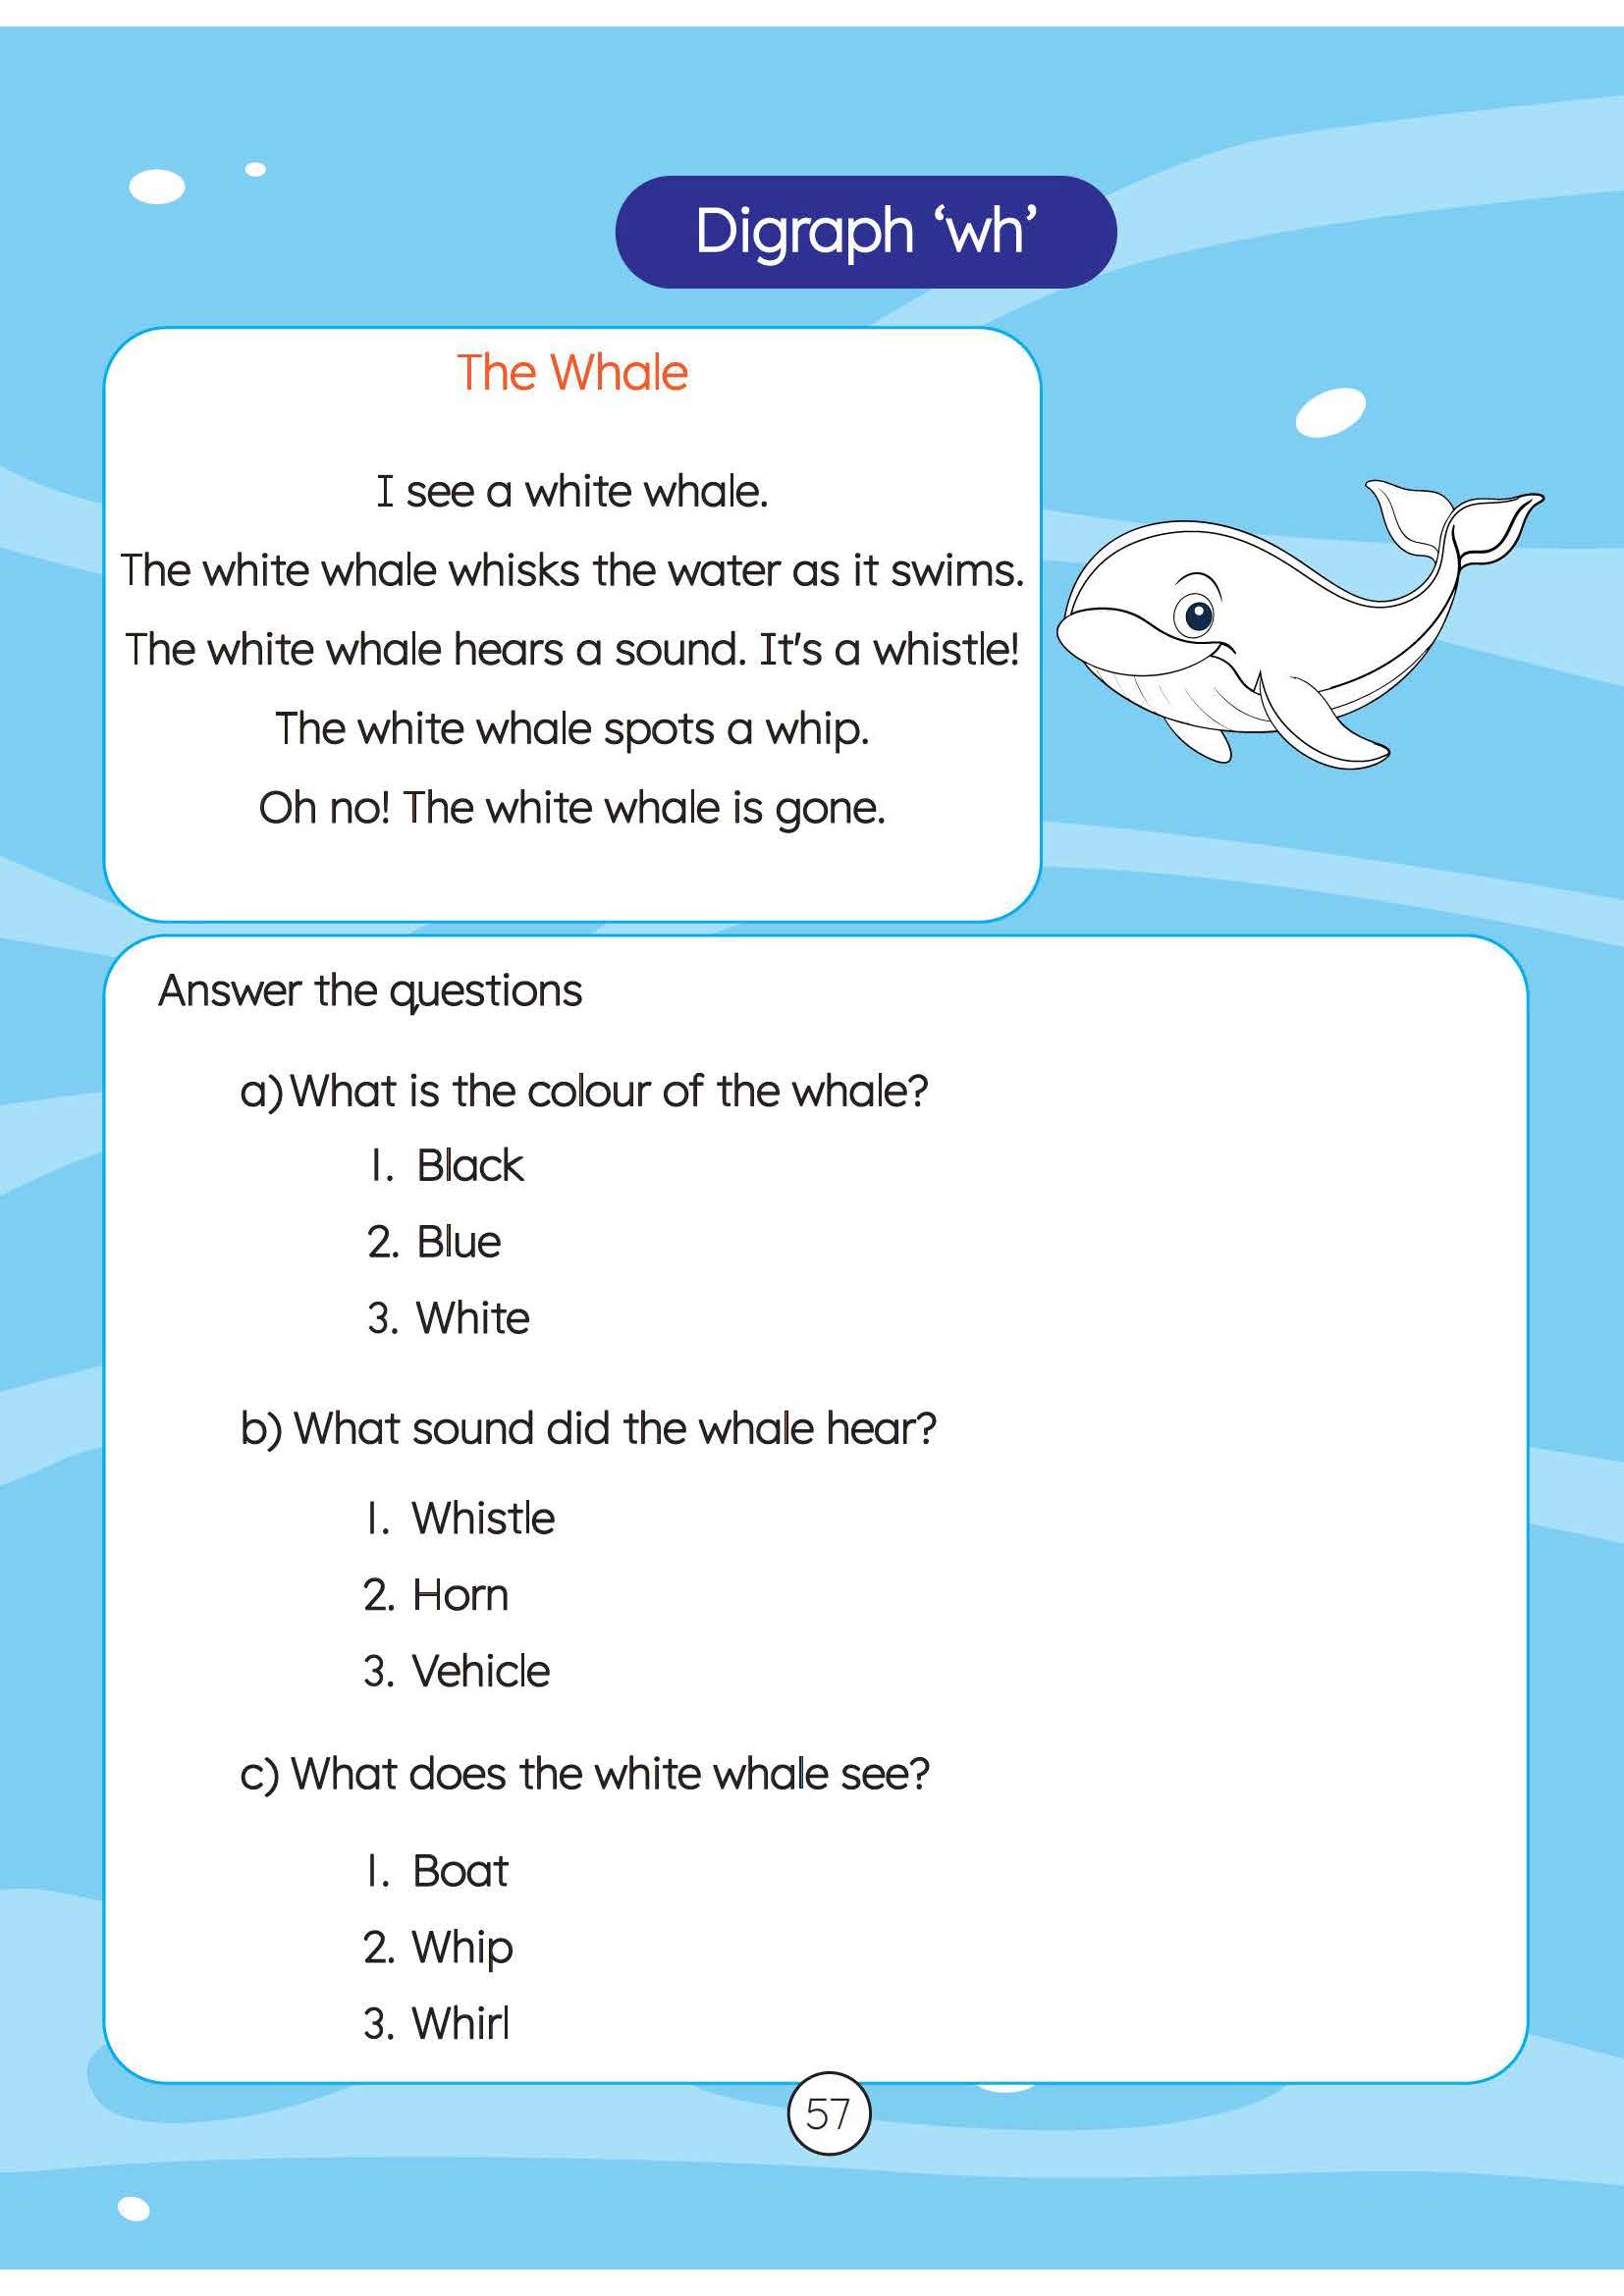 Digraph ‘wh’
The Whale
I see a white whale.
The white whale whisks the water as it swims.
The white whale hears a sound. It's a whistle!
The white whale spots a whip.
Oh no! The white whale is gone.
Answer the questions
a) What is the colour of the whale?
1. Black
2. Blue
3. White
b) What sound did the whale hear?
1. Whistle
2. Horn
3. Vehicle
c) What does the white whale see?
1. Boat
2. Whip
3. Whirl
57